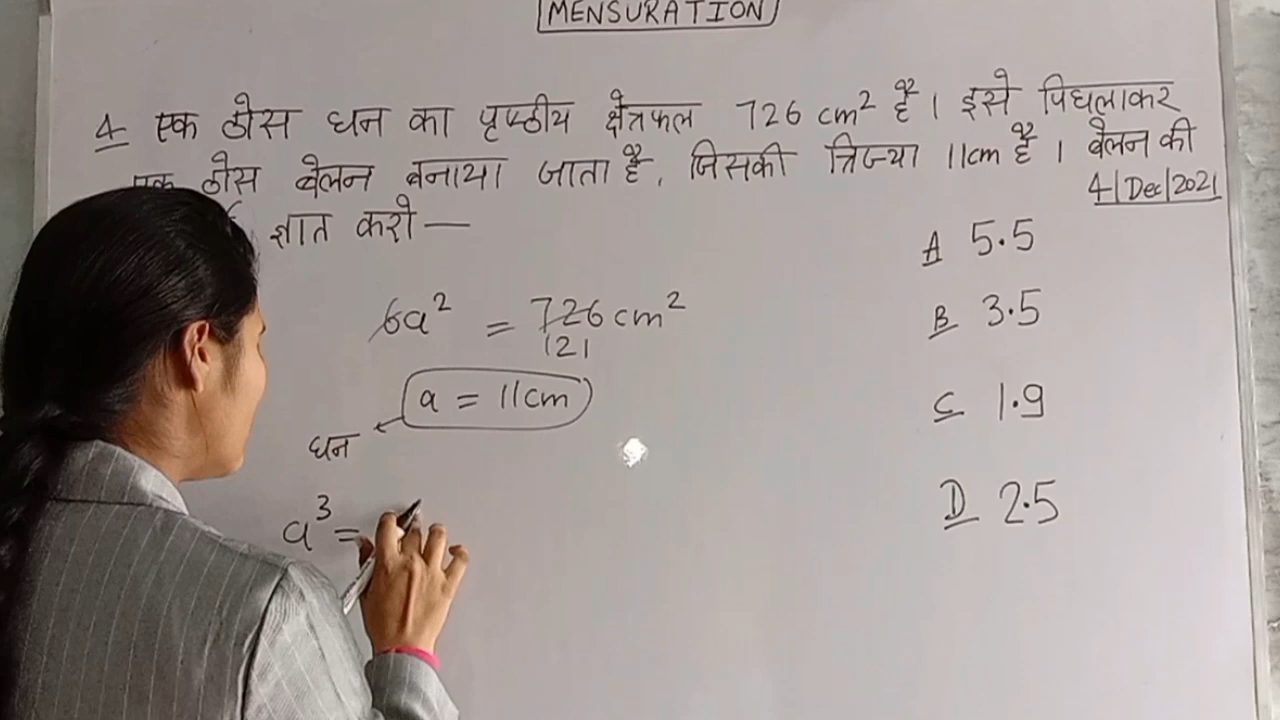 MENSURATION
4 एक ठोस घन का पृष्ठीय क्षेत्रफल 726 cm² है। इसे पिघलाकर
एक ठोस बेलन बनाया जाता है, जिसकी त्रिज्या 11cm है। बेलन की
4/Dec/2021
ज्ञात करो —
A 5.5
6a² = 726 cm²
121
B 3.5
a = 11cm
C 1.9
घन
a³ =
D 2.5